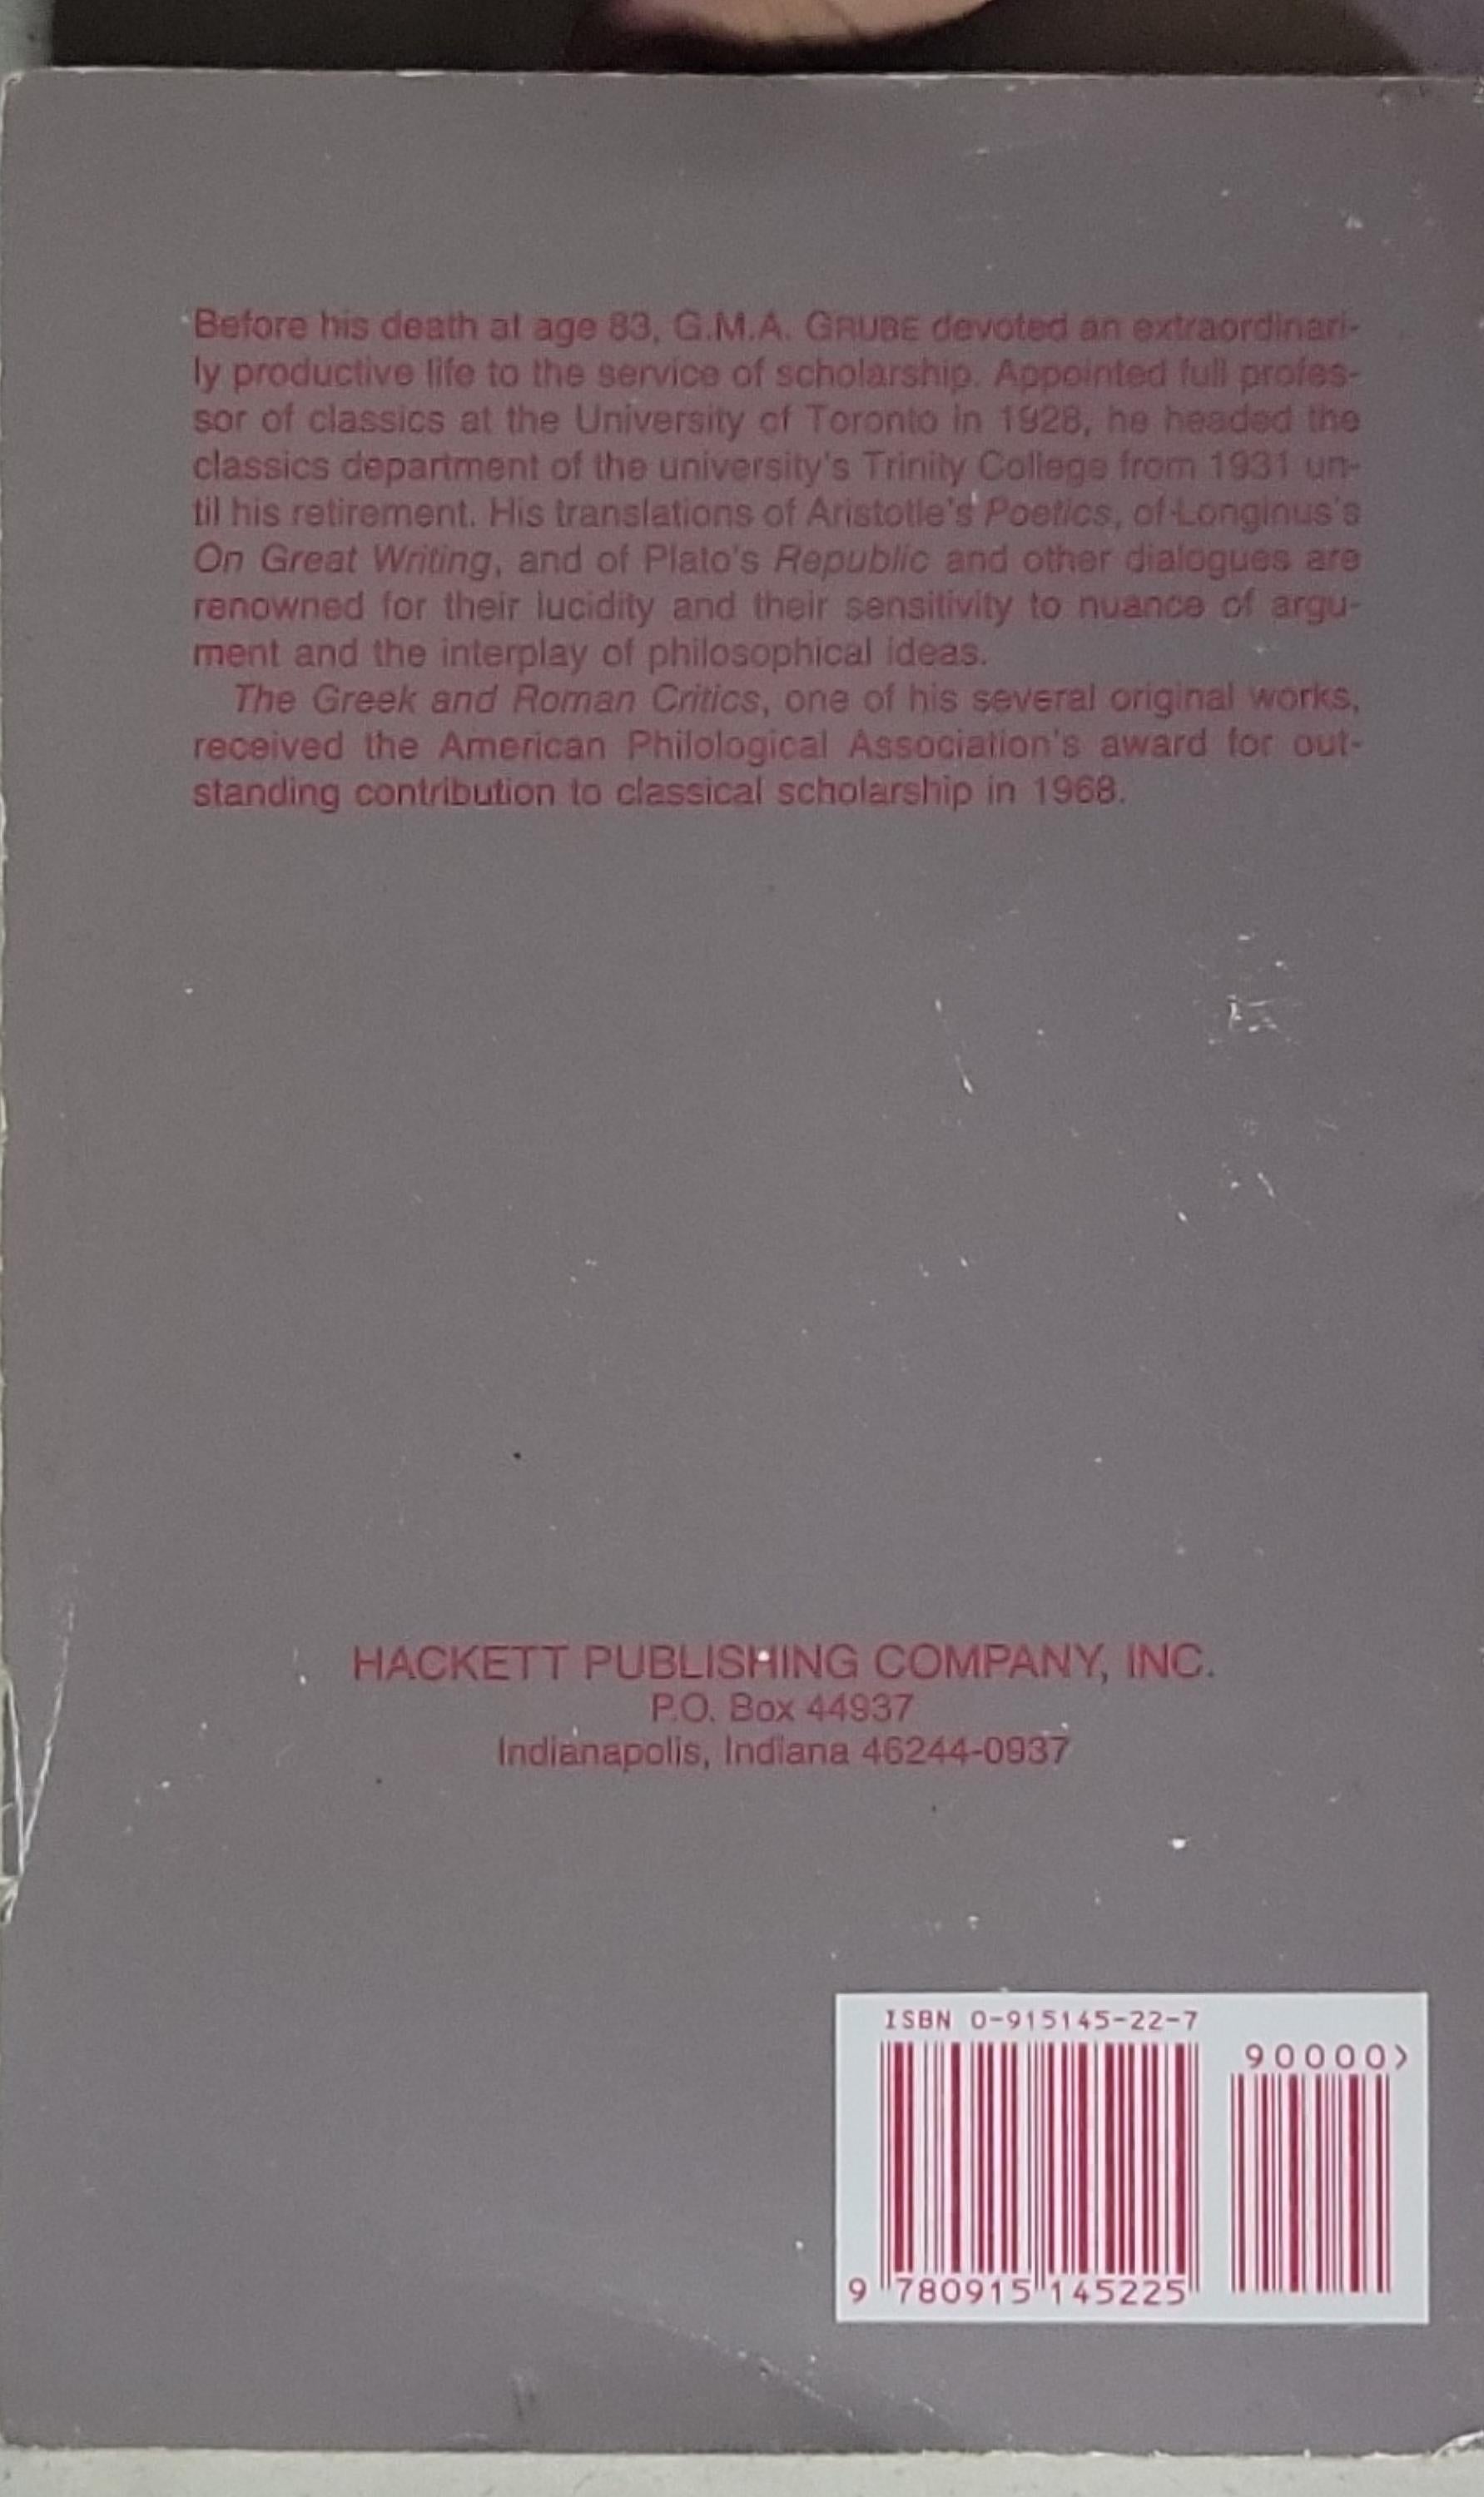 Before his death at age 83, G.M.A. GRUBE devoted an extraordinari-
ly productive life to the service of scholarship. Appointed full profes-
sor of classics at the University of Toronto in 1928, he headed the
classics department of the university's Trinity College from 1931 un-
til his retirement. His translations of Aristotle's Poetics, of Longinus's
On Great Writing, and of Plato's Republic and other dialogues are
renowned for their lucidity and their sensitivity to nuance of argu-
ment and the interplay of philosophical ideas.
The Greek and Roman Critics, one of his several original works,
received the American Philological Association's award for out-
standing contribution to classical scholarship in 1968.
HACKETT PUBLISHING COMPANY, INC.
P.O. Box 44937
Indianapolis, Indiana 46244-0937
ISBN 0-915145-22-7
90000>
9 780915 145225